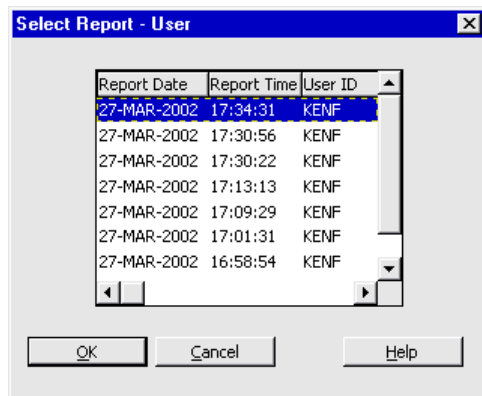 Select Report - User
Report Date Report Time User ID
27-MAR-2002 17:34:31 KENF
27-MAR-2002 17:30:56 KENF
27-MAR-2002 17:30:22 KENF
27-MAR-2002 17:13:13 KENF
27-MAR-2002 17:09:29 KENF
27-MAR-2002 17:01:31 KENF
27-MAR-2002 16:58:54 KENF
OK Cancel Help